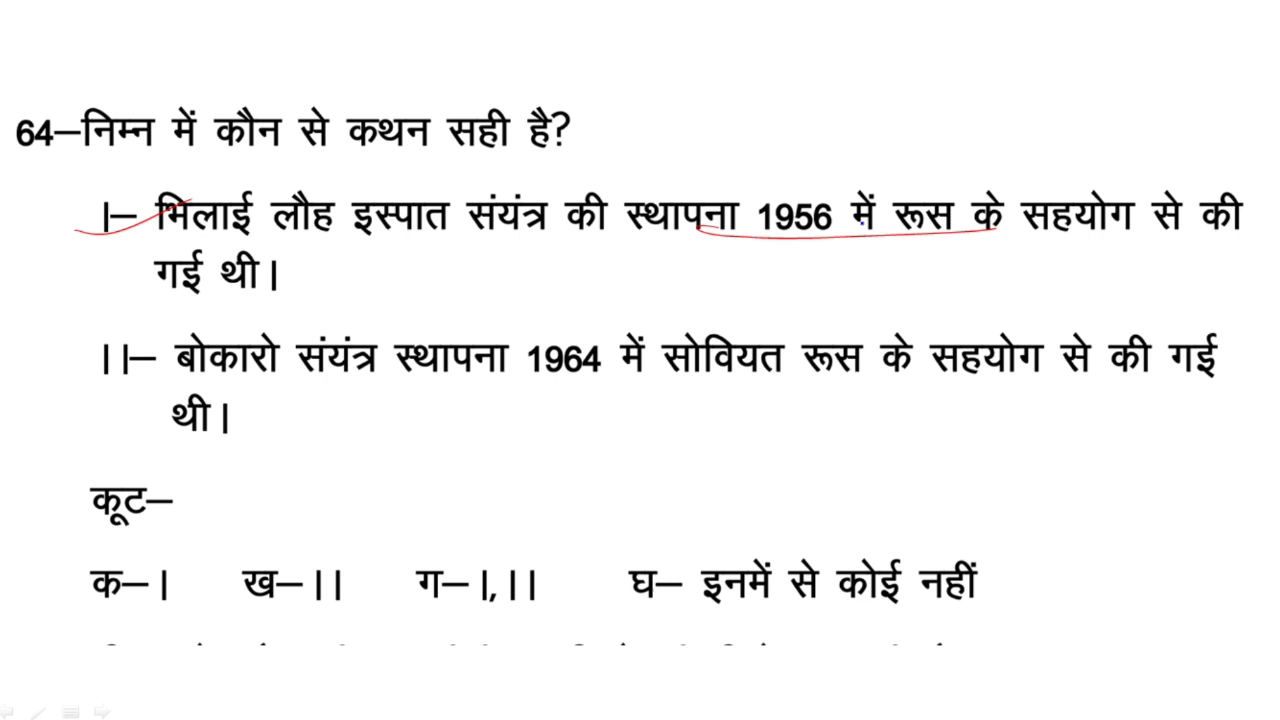 64–निम्न में कौन से कथन सही है?
|– भिलाई लौह इस्पात संयंत्र की स्थापना 1956 में रूस के सहयोग से की
गई थी|
||– बोकारो संयंत्र स्थापना 1964 में सोवियत रूस के सहयोग से की गई
थी|
कूट–
क–| ख–|| ग–|,|| घ– इनमें से कोई नहीं